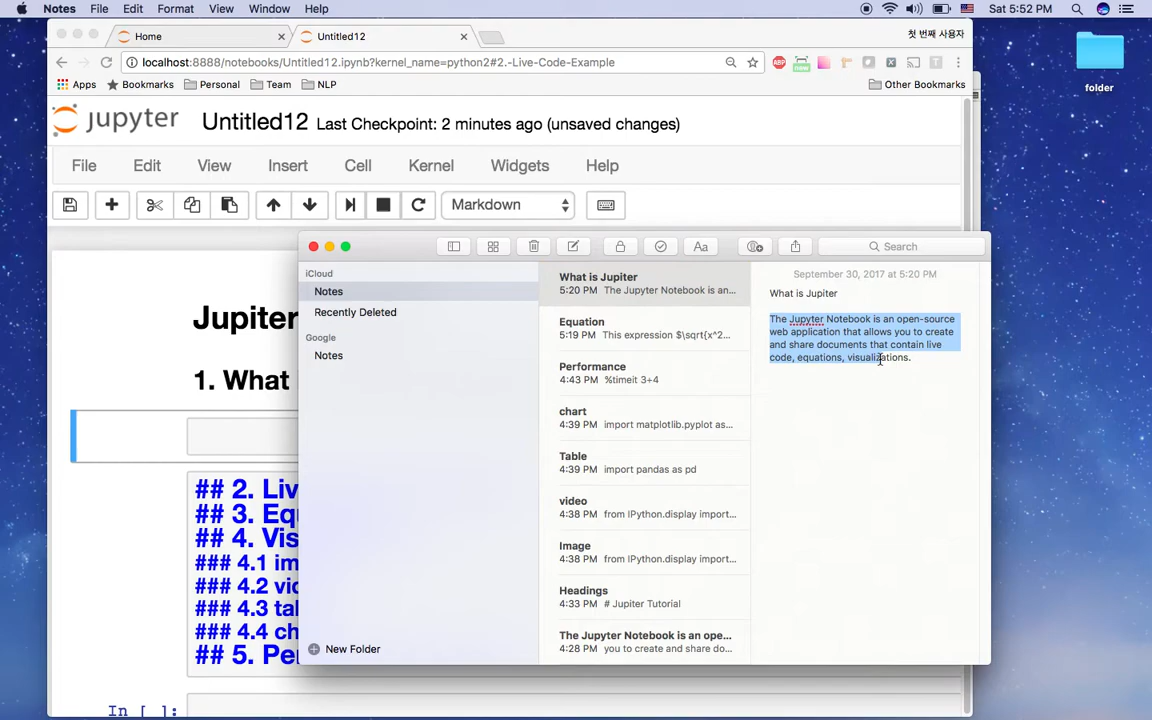 Notes File Edit Format View Window Help Sat 5:52 PM
Home Untitled12 첫 번째 사용자
localhost:8888/notebooks/Untitled12.ipynb?kernel_name=python2#2.-Live-Code-Example
ABP new
Apps Bookmarks Personal Team NLP Other Bookmarks
folder
jupyter Untitled12 Last Checkpoint: 2 minutes ago (unsaved changes)
File Edit View Insert Cell Kernel Widgets Help
Markdown
Jupiter
1. What
## 2. Liv
## 3. Equ
## 4. Vis
### 4.1 im
### 4.2 vid
### 4.3 tal
### 4.4 ch
## 5. Per
In [ ]:
Aa Search
iCloud
Notes
Recently Deleted
Google
Notes
New Folder
What is Jupiter
5:20 PM The Jupyter Notebook is an...
Equation
5:19 PM This expression $\sqrt{x^2...
Performance
4:43 PM %timeit 3+4
chart
4:39 PM import matplotlib.pyplot as...
Table
4:39 PM import pandas as pd
video
4:38 PM from IPython.display import...
Image
4:38 PM from IPython.display import...
Headings
4:33 PM # Jupiter Tutorial
The Jupyter Notebook is an ope...
4:28 PM you to create and share do...
September 30, 2017 at 5:20 PM
What is Jupiter
The Jupyter Notebook is an open-source
web application that allows you to create
and share documents that contain live
code, equations, visualizations.